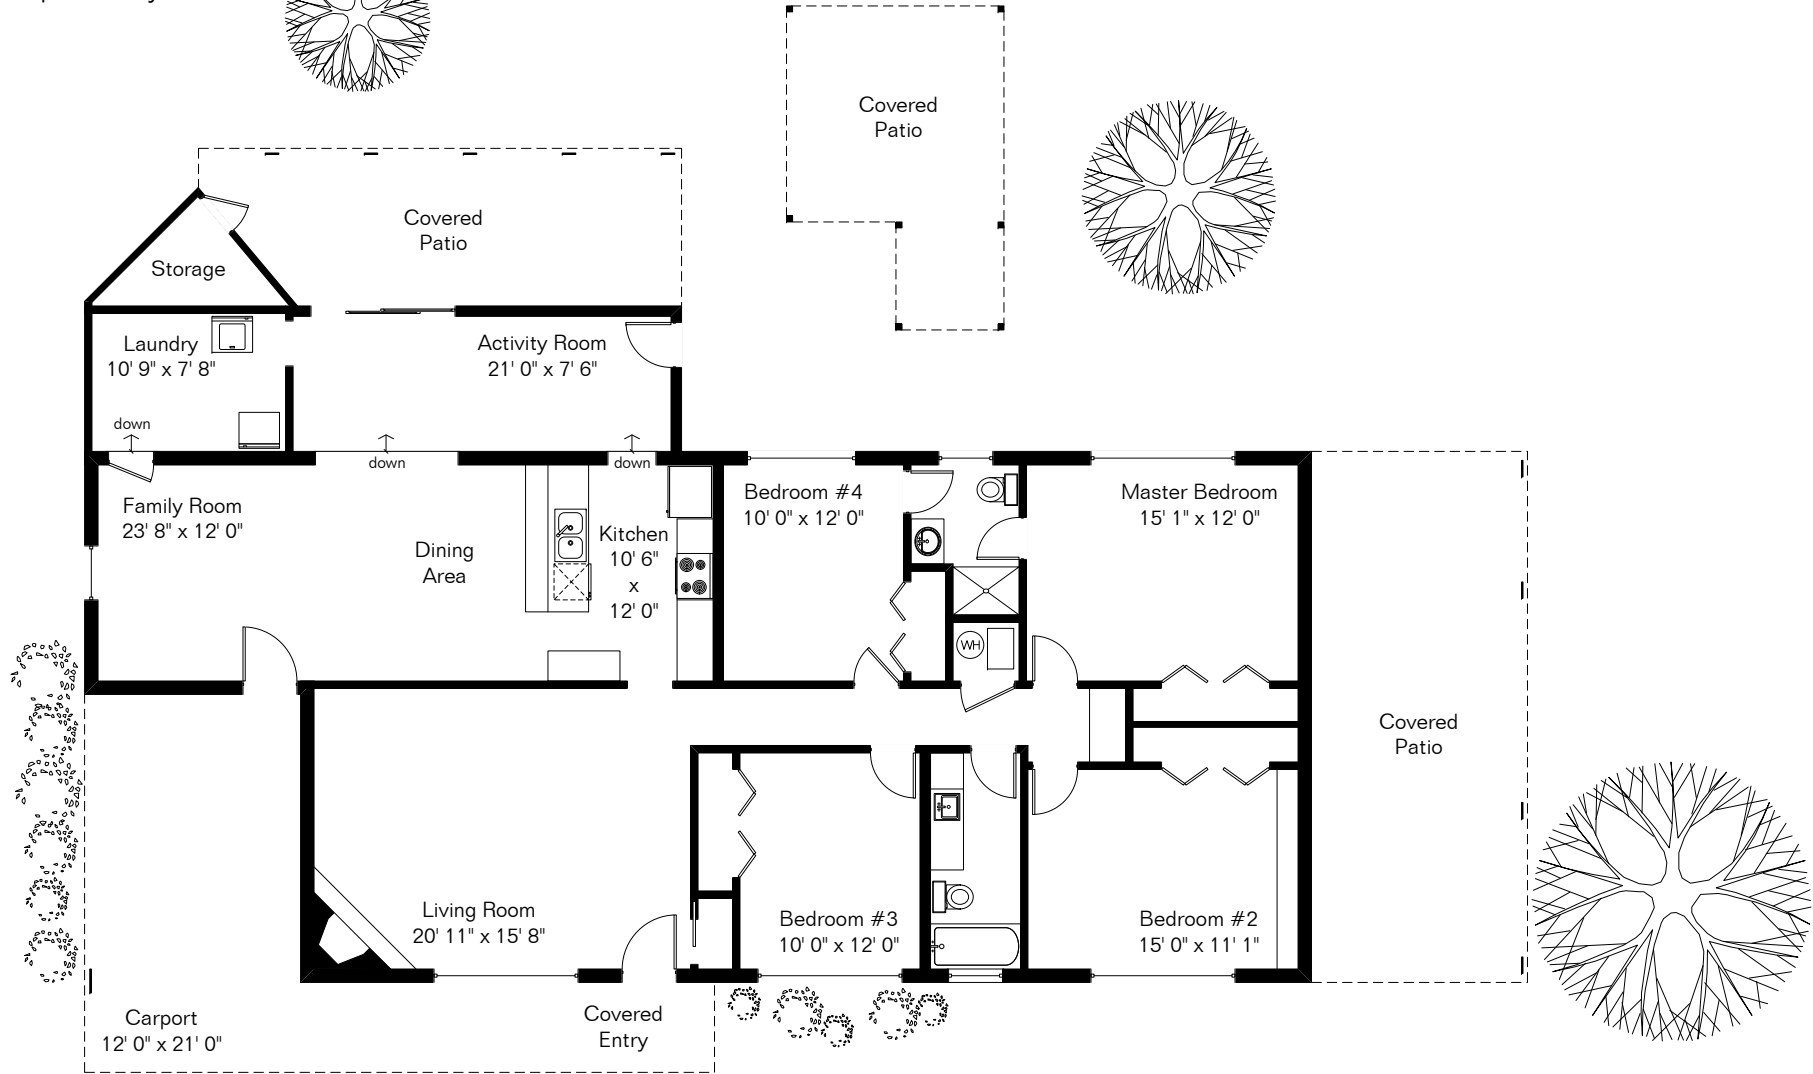 Covered
Patio
Covered
Patio
Storage
Laundry
10' 9" x 7' 8"
Activity Room
21' 0" x 7' 6"
down
down
down
Family Room
23' 8" x 12' 0"
Dining
Area
Kitchen
10' 6"
x
12' 0"
Bedroom #4
10' 0" x 12' 0"
Master Bedroom
15' 1" x 12' 0"
WH
Covered
Patio
Living Room
20' 11" x 15' 8"
Bedroom #3
10' 0" x 12' 0"
Bedroom #2
15' 0" x 11' 1"
Carport
12' 0" x 21' 0"
Covered
Entry